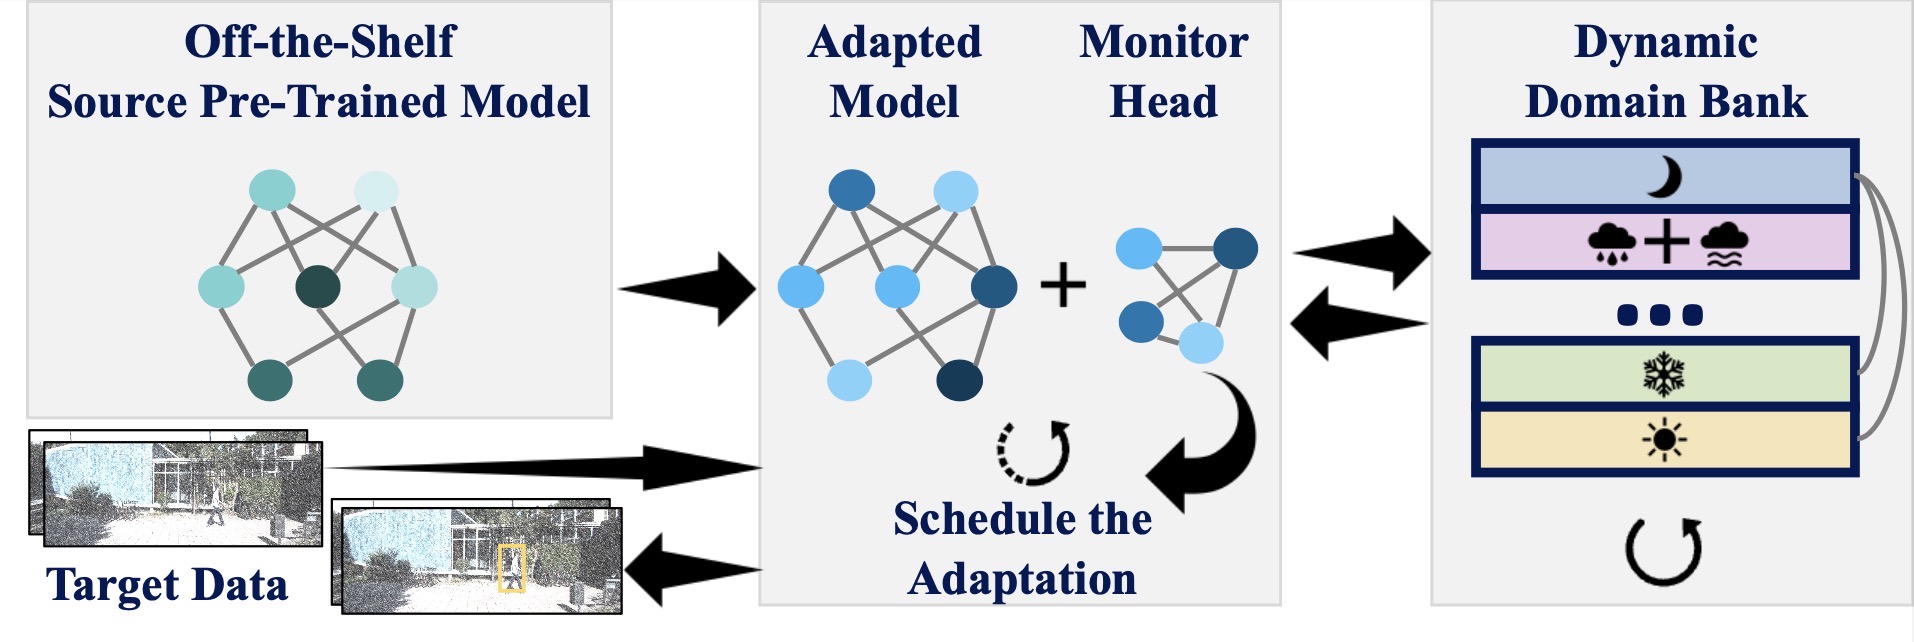 Off-the-Shelf
Source Pre-Trained Model
Adapted
Model
Monitor
Head
Dynamic
Domain Bank
Schedule the
Adaptation
Target Data